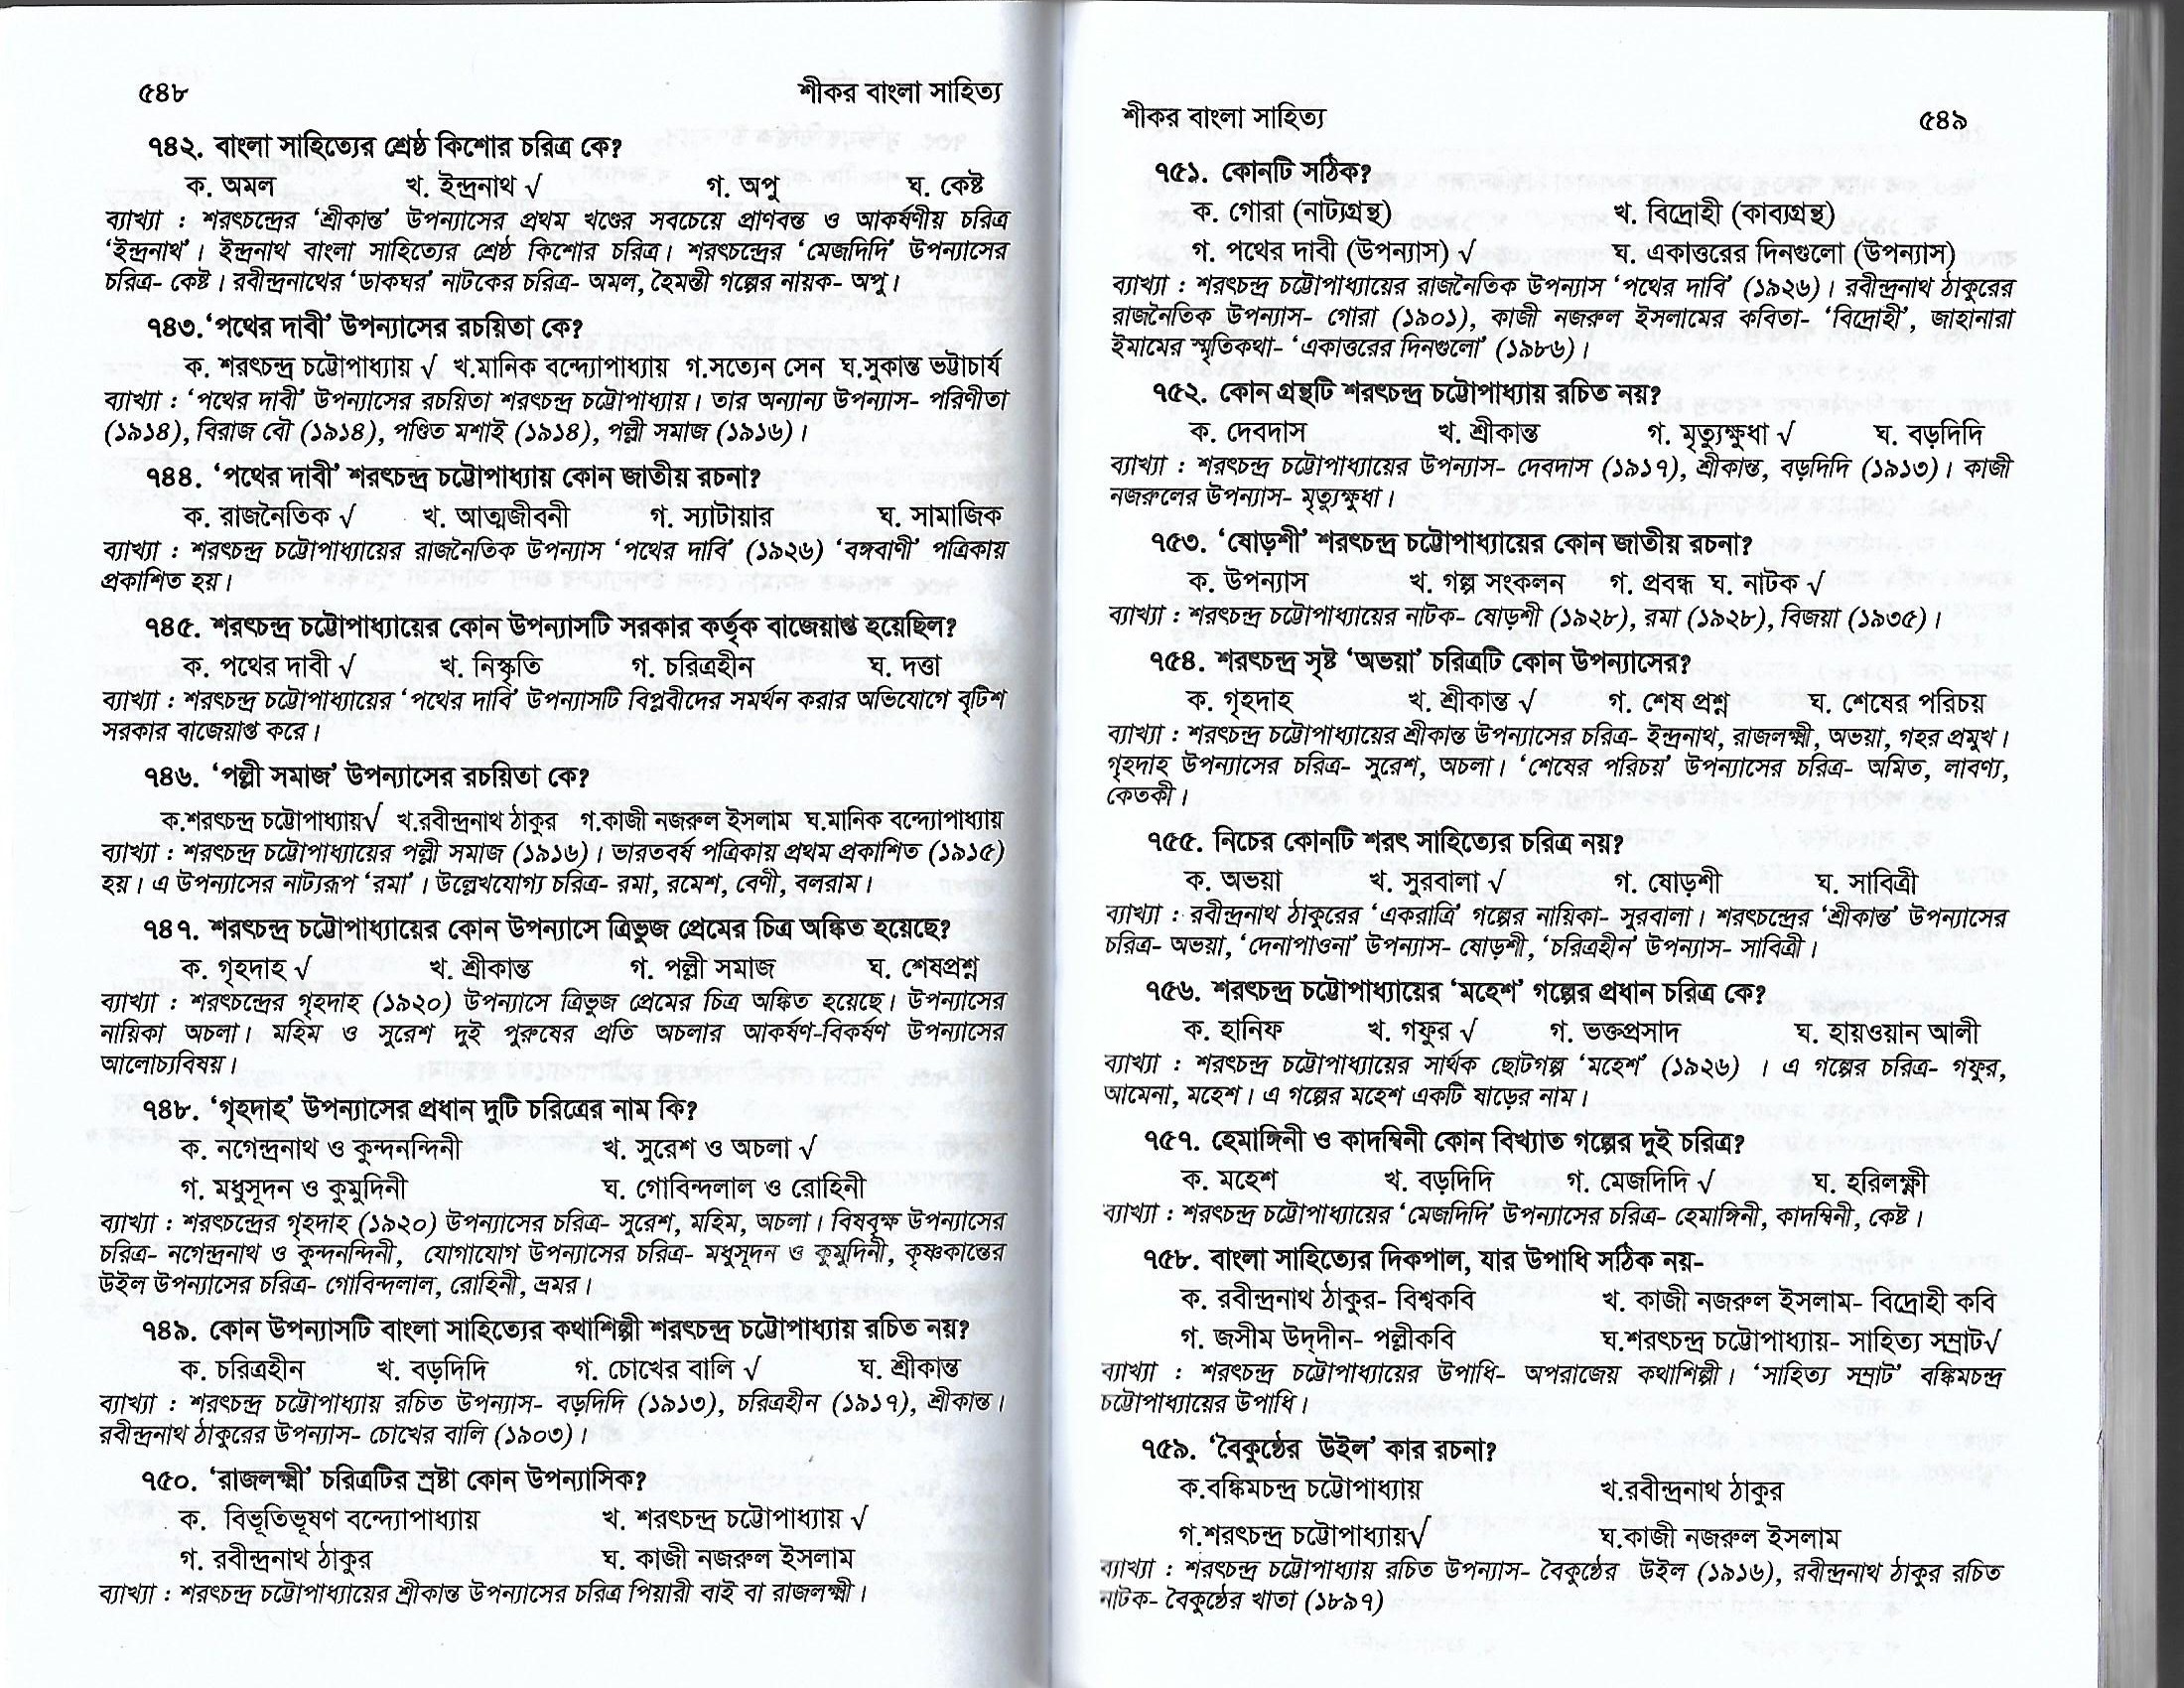 ৫৪৮ শীকর বাংলা সাহিত্য
৭৪২. বাংলা সাহিত্যের শ্রেষ্ঠ কিশোর চরিত্র কে?
ক. অমল খ. ইন্দ্রনাথ √ গ. অপু ঘ. কেষ্ট
ব্যাখ্যা : শরৎচন্দ্রের ‘শ্রীকান্ত’ উপন্যাসের প্রথম খণ্ডের সবচেয়ে প্রাণবন্ত ও আকর্ষণীয় চরিত্র
‘ইন্দ্রনাথ’। ইন্দ্রনাথ বাংলা সাহিত্যের শ্রেষ্ঠ কিশোর চরিত্র। শরৎচন্দ্রের ‘মেজদিদি’ উপন্যাসের
চরিত্র- কেষ্ট। রবীন্দ্রনাথের ‘ডাকঘর’ নাটকের চরিত্র- অমল, হৈমন্তী গল্পের নায়ক- অপু।
৭৪৩.‘পথের দাবী’ উপন্যাসের রচয়িতা কে?
ক. শরৎচন্দ্র চট্টোপাধ্যায় √ খ.মানিক বন্দ্যোপাধ্যায় গ.সত্যেন সেন ঘ.সুকান্ত ভট্টাচার্য
ব্যাখ্যা : ‘পথের দাবী’ উপন্যাসের রচয়িতা শরৎচন্দ্র চট্টোপাধ্যায়। তার অন্যান্য উপন্যাস- পরিণীতা
(১৯১৪), বিরাজ বৌ (১৯১৪), পণ্ডিত মশাই (১৯১৪), পল্লী সমাজ (১৯১৬)।
৭৪৪. ‘পথের দাবী’ শরৎচন্দ্র চট্টোপাধ্যায় কোন জাতীয় রচনা?
ক. রাজনৈতিক √ খ. আত্মজীবনী গ. স্যাটায়ার ঘ. সামাজিক
ব্যাখ্যা : শরৎচন্দ্র চট্টোপাধ্যায়ের রাজনৈতিক উপন্যাস ‘পথের দাবি’ (১৯২৬) ‘বঙ্গবাণী’ পত্রিকায়
প্রকাশিত হয়।
৭৪৫. শরৎচন্দ্র চট্টোপাধ্যায়ের কোন উপন্যাসটি সরকার কর্তৃক বাজেয়াপ্ত হয়েছিল?
ক. পথের দাবী √ খ. নিস্কৃতি গ. চরিত্রহীন ঘ. দত্তা
ব্যাখ্যা : শরৎচন্দ্র চট্টোপাধ্যায়ের ‘পথের দাবি’ উপন্যাসটি বিপ্লবীদের সমর্থন করার অভিযোগে বৃটিশ
সরকার বাজেয়াপ্ত করে।
৭৪৬. ‘পল্লী সমাজ’ উপন্যাসের রচয়িতা কে?
ক.শরৎচন্দ্র চট্টোপাধ্যায়√ খ.রবীন্দ্রনাথ ঠাকুর গ.কাজী নজরুল ইসলাম ঘ.মানিক বন্দ্যোপাধ্যায়
ব্যাখ্যা : শরৎচন্দ্র চট্টোপাধ্যায়ের পল্লী সমাজ (১৯১৬)। ভারতবর্ষ পত্রিকায় প্রথম প্রকাশিত (১৯১৫)
হয়। এ উপন্যাসের নাট্যরূপ ‘রমা’। উল্লেখযোগ্য চরিত্র- রমা, রমেশ, বেণী, বলরাম।
৭৪৭. শরৎচন্দ্র চট্টোপাধ্যায়ের কোন উপন্যাসে ত্রিভুজ প্রেমের চিত্র অঙ্কিত হয়েছে?
ক. গৃহদাহ √ খ. শ্রীকান্ত গ. পল্লী সমাজ ঘ. শেষপ্রশ্ন
ব্যাখ্যা : শরৎচন্দ্রের গৃহদাহ (১৯২০) উপন্যাসে ত্রিভুজ প্রেমের চিত্র অঙ্কিত হয়েছে। উপন্যাসের
নায়িকা অচলা। মহিম ও সুরেশ দুই পুরুষের প্রতি অচলার আকর্ষণ-বিকর্ষণ উপন্যাসের
আলোচ্যবিষয়।
৭৪৮. ‘গৃহদাহ’ উপন্যাসের প্রধান দুটি চরিত্রের নাম কি?
ক. নগেন্দ্রনাথ ও কুন্দনন্দিনী খ. সুরেশ ও অচলা √
গ. মধুসূদন ও কুমুদিনী ঘ. গোবিন্দলাল ও রোহিনী
ব্যাখ্যা : শরৎচন্দ্রের গৃহদাহ (১৯২০) উপন্যাসের চরিত্র- সুরেশ, মহিম, অচলা। বিষবৃক্ষ উপন্যাসের
চরিত্র- নগেন্দ্রনাথ ও কুন্দনন্দিনী, যোগাযোগ উপন্যাসের চরিত্র- মধুসূদন ও কুমুদিনী, কৃষ্ণকান্তের
উইল উপন্যাসের চরিত্র- গোবিন্দলাল, রোহিনী, ভ্রমর।
৭৪৯. কোন উপন্যাসটি বাংলা সাহিত্যের কথাশিল্পী শরৎচন্দ্র চট্টোপাধ্যায় রচিত নয়?
ক. চরিত্রহীন খ. বড়দিদি গ. চোখের বালি √ ঘ. শ্রীকান্ত
ব্যাখ্যা : শরৎচন্দ্র চট্টোপাধ্যায় রচিত উপন্যাস- বড়দিদি (১৯১৩), চরিত্রহীন (১৯১৭), শ্রীকান্ত।
রবীন্দ্রনাথ ঠাকুরের উপন্যাস- চোখের বালি (১৯০৩)।
৭৫০. ‘রাজলক্ষ্মী’ চরিত্রটির স্রষ্টা কোন উপন্যাসিক?
ক. বিভূতিভূষণ বন্দ্যোপাধ্যায় খ. শরৎচন্দ্র চট্টোপাধ্যায় √
গ. রবীন্দ্রনাথ ঠাকুর ঘ. কাজী নজরুল ইসলাম
ব্যাখ্যা : শরৎচন্দ্র চট্টোপাধ্যায়ের শ্রীকান্ত উপন্যাসের চরিত্র পিয়ারী বাই বা রাজলক্ষ্মী।
শীকর বাংলা সাহিত্য ৫৪৯
৭৫১. কোনটি সঠিক?
ক. গোরা (নাট্যগ্রন্থ) খ. বিদ্রোহী (কাব্যগ্রন্থ)
গ. পথের দাবী (উপন্যাস) √ ঘ. একাত্তরের দিনগুলো (উপন্যাস)
ব্যাখ্যা : শরৎচন্দ্র চট্টোপাধ্যায়ের রাজনৈতিক উপন্যাস ‘পথের দাবি’ (১৯২৬)। রবীন্দ্রনাথ ঠাকুরের
রাজনৈতিক উপন্যাস- গোরা (১৯০১), কাজী নজরুল ইসলামের কবিতা- ‘বিদ্রোহী’, জাহানারা
ইমামের স্মৃতিকথা- ‘একাত্তরের দিনগুলো’ (১৯৮৬)।
৭৫২. কোন গ্রন্থটি শরৎচন্দ্র চট্টোপাধ্যায় রচিত নয়?
ক. দেবদাস খ. শ্রীকান্ত গ. মৃত্যুক্ষুধা √ ঘ. বড়দিদি
ব্যাখ্যা : শরৎচন্দ্র চট্টোপাধ্যায়ের উপন্যাস- দেবদাস (১৯১৭), শ্রীকান্ত, বড়দিদি (১৯১৩)। কাজী
নজরুলের উপন্যাস- মৃত্যুক্ষুধা।
৭৫৩. ‘ষোড়শী’ শরৎচন্দ্র চট্টোপাধ্যায়ের কোন জাতীয় রচনা?
ক. উপন্যাস খ. গল্প সংকলন গ. প্রবন্ধ ঘ. নাটক √
ব্যাখ্যা : শরৎচন্দ্র চট্টোপাধ্যায়ের নাটক- ষোড়শী (১৯২৮), রমা (১৯২৮), বিজয়া (১৯৩৫)।
৭৫৪. শরৎচন্দ্র সৃষ্ট ‘অভয়া’ চরিত্রটি কোন উপন্যাসের?
ক. গৃহদাহ খ. শ্রীকান্ত √ গ. শেষ প্রশ্ন ঘ. শেষের পরিচয়
ব্যাখ্যা : শরৎচন্দ্র চট্টোপাধ্যায়ের শ্রীকান্ত উপন্যাসের চরিত্র- ইন্দ্রনাথ, রাজলক্ষ্মী, অভয়া, গহর প্রমুখ।
গৃহদাহ উপন্যাসের চরিত্র- সুরেশ, অচলা। ‘শেষের পরিচয়’ উপন্যাসের চরিত্র- অমিত, লাবণ্য,
কেতকী।
৭৫৫. নিচের কোনটি শরৎ সাহিত্যের চরিত্র নয়?
ক. অভয়া খ. সুরবালা √ গ. ষোড়শী ঘ. সাবিত্রী
ব্যাখ্যা : রবীন্দ্রনাথ ঠাকুরের ‘একরাত্রি’ গল্পের নায়িকা- সুরবালা। শরৎচন্দ্রের ‘শ্রীকান্ত’ উপন্যাসের
চরিত্র- অভয়া, ‘দেনাপাওনা’ উপন্যাস- ষোড়শী, ‘চরিত্রহীন’ উপন্যাস- সাবিত্রী।
৭৫৬. শরৎচন্দ্র চট্টোপাধ্যায়ের ‘মহেশ’ গল্পের প্রধান চরিত্র কে?
ক. হানিফ খ. গফুর √ গ. ভক্তপ্রসাদ ঘ. হায়ওয়ান আলী
ব্যাখ্যা : শরৎচন্দ্র চট্টোপাধ্যায়ের সার্থক ছোটগল্প ‘মহেশ’ (১৯২৬) । এ গল্পের চরিত্র- গফুর,
আমেনা, মহেশ। এ গল্পের মহেশ একটি ষাড়ের নাম।
৭৫৭. হেমাঙ্গিনী ও কাদম্বিনী কোন বিখ্যাত গল্পের দুই চরিত্র?
ক. মহেশ খ. বড়দিদি গ. মেজদিদি √ ঘ. হরিলক্ষ্মী
ব্যাখ্যা : শরৎচন্দ্র চট্টোপাধ্যায়ের ‘মেজদিদি’ উপন্যাসের চরিত্র- হেমাঙ্গিনী, কাদম্বিনী, কেষ্ট।
৭৫৮. বাংলা সাহিত্যের দিকপাল, যার উপাধি সঠিক নয়-
ক. রবীন্দ্রনাথ ঠাকুর- বিশ্বকবি খ. কাজী নজরুল ইসলাম- বিদ্রোহী কবি
গ. জসীম উদ্‌দীন- পল্লীকবি ঘ.শরৎচন্দ্র চট্টোপাধ্যায়- সাহিত্য সম্রাট√
ব্যাখ্যা : শরৎচন্দ্র চট্টোপাধ্যায়ের উপাধি- অপরাজেয় কথাশিল্পী। ‘সাহিত্য সম্রাট’ বঙ্কিমচন্দ্র
চট্টোপাধ্যায়ের উপাধি।
৭৫৯. ‘বৈকুন্ঠের উইল’ কার রচনা?
ক.বঙ্কিমচন্দ্র চট্টোপাধ্যায় খ.রবীন্দ্রনাথ ঠাকুর
গ.শরৎচন্দ্র চট্টোপাধ্যায়√ ঘ.কাজী নজরুল ইসলাম
ব্যাখ্যা : শরৎচন্দ্র চট্টোপাধ্যায় রচিত উপন্যাস- বৈকুন্ঠের উইল (১৯১৬), রবীন্দ্রনাথ ঠাকুর রচিত
নাটক- বৈকুন্ঠের খাতা (১৮৯৭)